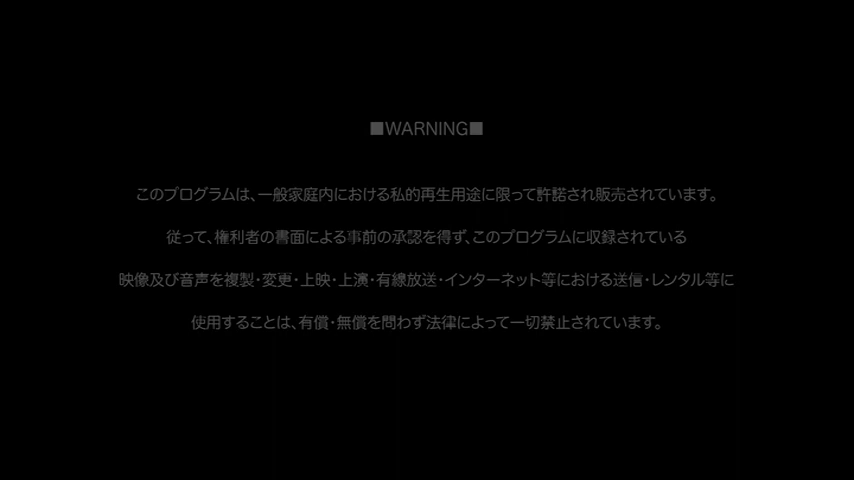 ■WARNING■
このプログラムは、一般家庭内における私的再生用途に限って許諾され販売されています。
従って、権利者の書面による事前の承認を得ず、このプログラムに収録されている
映像及び音声を複製・変更・上映・上演・有線放送・インターネット等における送信・レンタル等に
使用することは、有償・無償を問わず法律によって一切禁止されています。